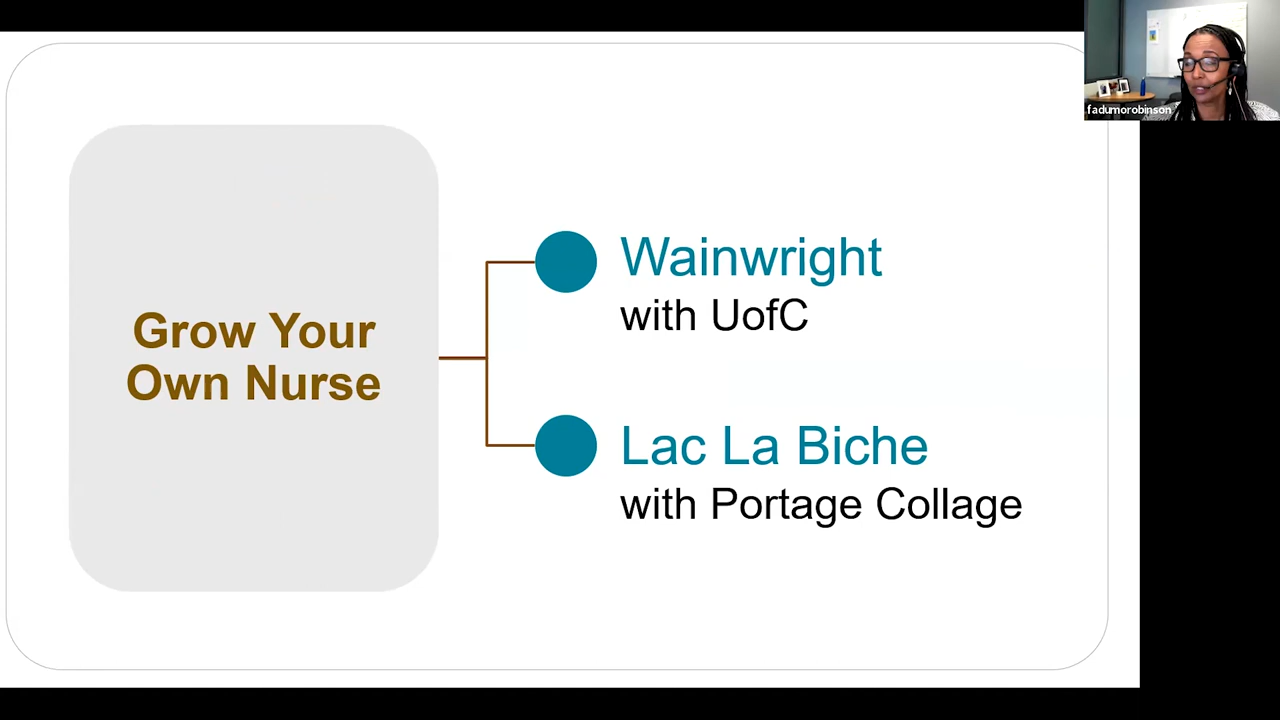 fadumorobinson
Grow Your
Own Nurse
Wainwright
with UofC
Lac La Biche
with Portage Collage